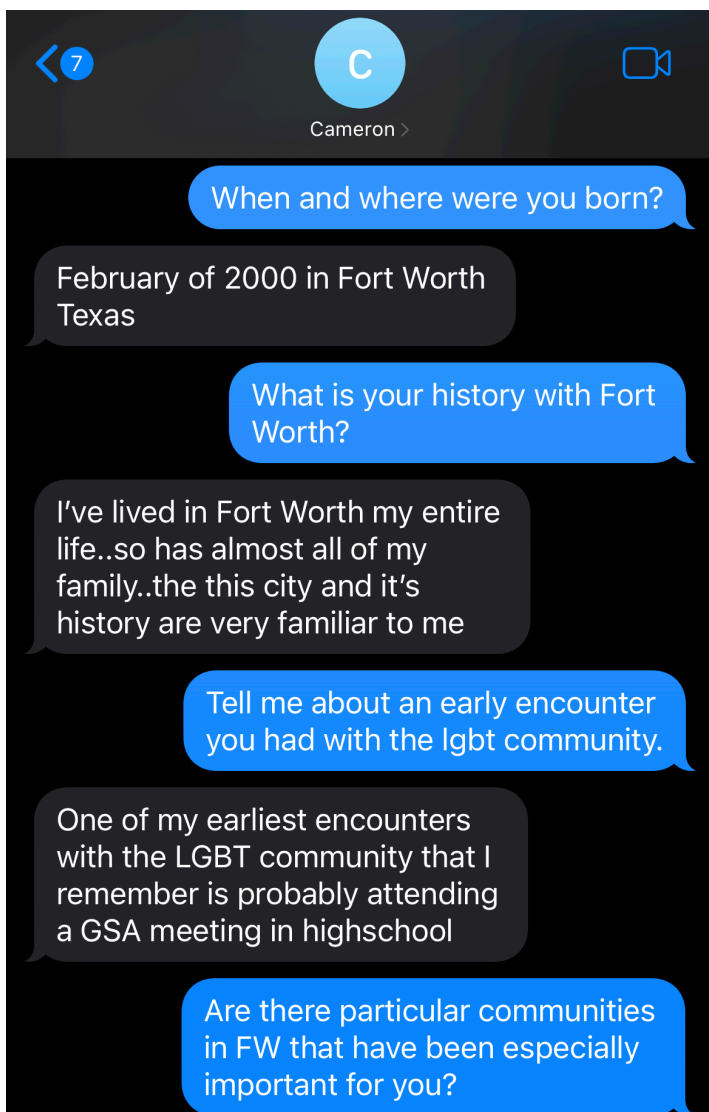 7
C
Cameron
When and where were you born?
February of 2000 in Fort Worth
Texas
What is your history with Fort
Worth?
I’ve lived in Fort Worth my entire
life..so has almost all of my
family..the this city and it’s
history are very familiar to me
Tell me about an early encounter
you had with the lgbt community.
One of my earliest encounters
with the LGBT community that I
remember is probably attending
a GSA meeting in highschool
Are there particular communities
in FW that have been especially
important for you?